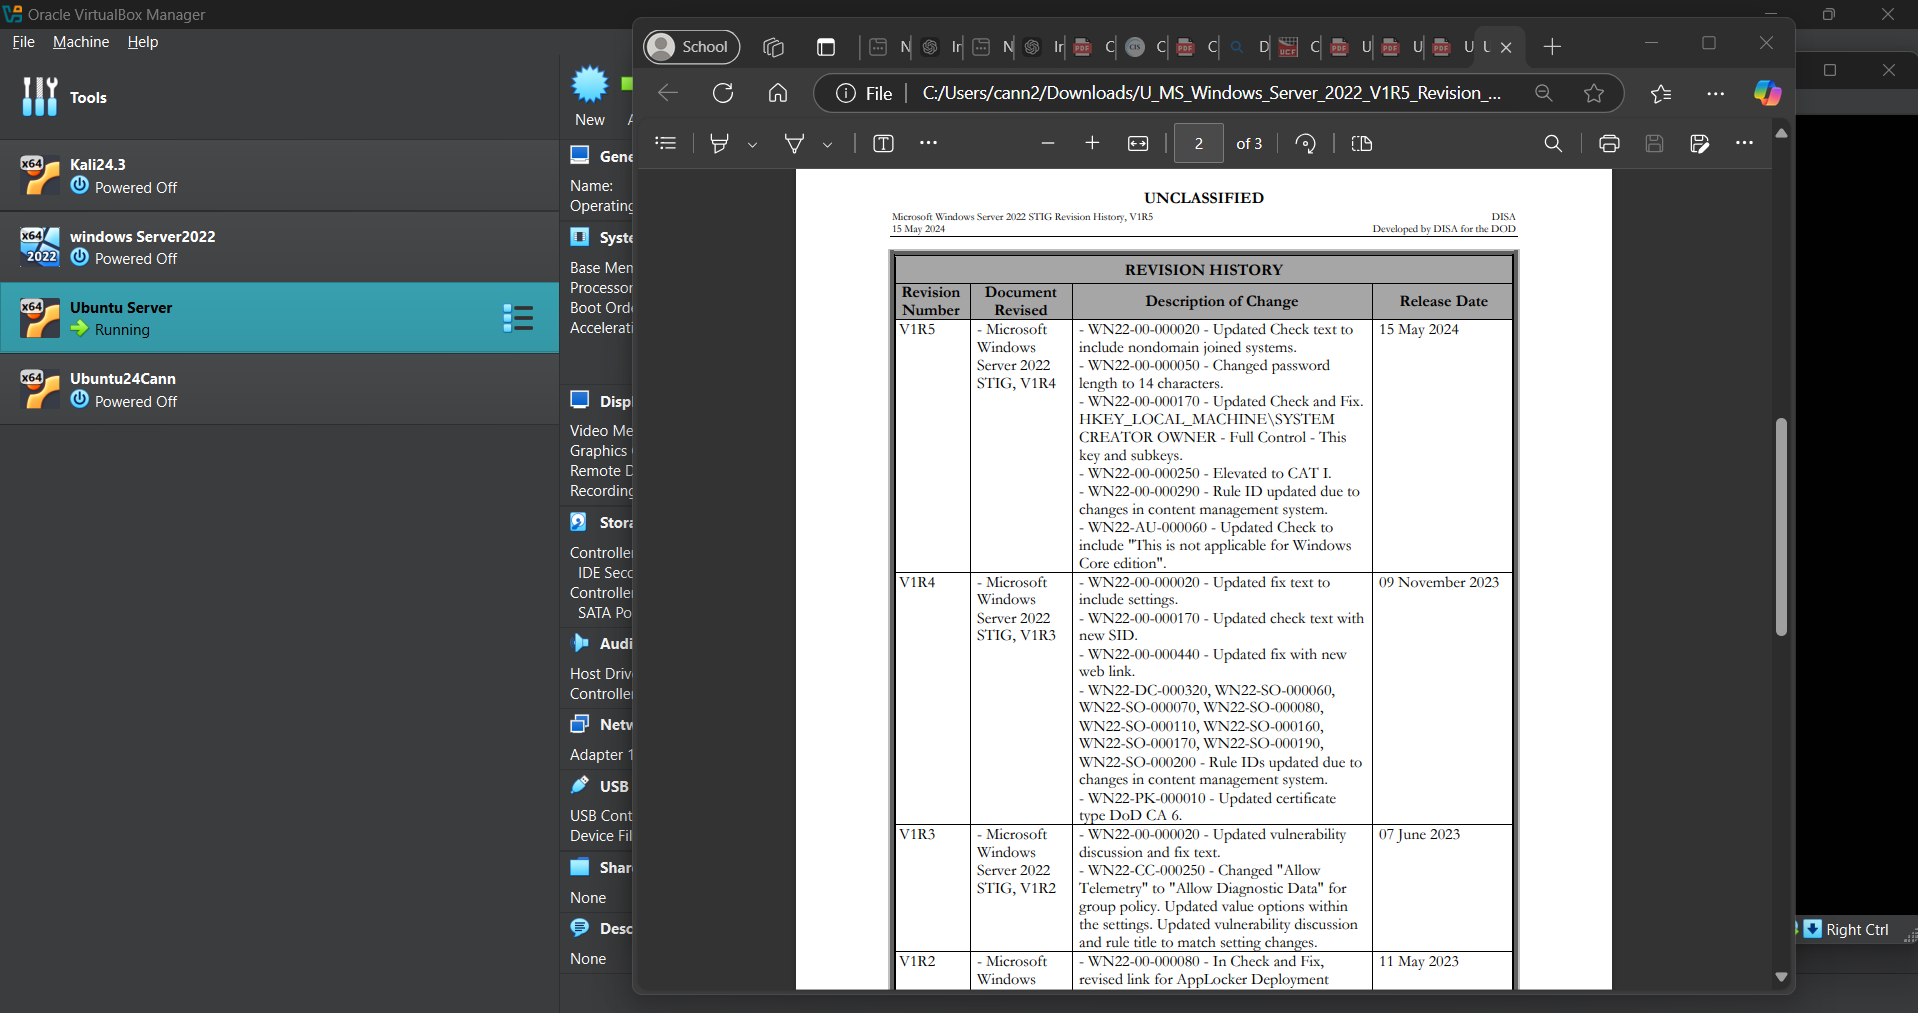 Oracle VirtualBox Manager
File Machine Help
Tools
x64
Kali24.3
Powered Off
x64
2022
windows Server2022
Powered Off
x64
Ubuntu Server
Running
x64
Ubuntu24Cann
Powered Off
New
Gene
Name:
Operating
Syste
Base Mem
Processor
Boot Orde
Accelerati
Disp
Video Me
Graphics
Remote D
Recording
Stora
Controlle
IDE Seco
Controlle
SATA Po
Audi
Host Driv
Controlle
Netw
Adapter 1
USB
USB Cont
Device Fil
Shar
None
Desc
None
School
File C:/Users/cann2/Downloads/U_MS_Windows_Server_2022_V1R5_Revision_...
2 of 3
UNCLASSIFIED
Microsoft Windows Server 2022 STIG Revision History, V1R5 DISA
15 May 2024 Developed by DISA for the DOD
REVISION HISTORY
Revision Number
Document Revised
Description of Change
Release Date
V1R5
- Microsoft
Windows
Server 2022
STIG, V1R4
- WN22-00-000020 - Updated Check text to
include nondomain joined systems.
- WN22-00-000050 - Changed password
length to 14 characters.
- WN22-00-000170 - Updated Check and Fix.
HKEY_LOCAL_MACHINE\SYSTEM
CREATOR OWNER - Full Control - This
key and subkeys.
- WN22-00-000250 - Elevated to CAT I.
- WN22-00-000290 - Rule ID updated due to
changes in content management system.
- WN22-AU-000060 - Updated Check to
include "This is not applicable for Windows
Core edition".
15 May 2024
V1R4
- Microsoft
Windows
Server 2022
STIG, V1R3
- WN22-00-000020 - Updated fix text to
include settings.
- WN22-00-000170 - Updated check text with
new SID.
- WN22-00-000440 - Updated fix with new
web link.
- WN22-DC-000320, WN22-SO-000060,
WN22-SO-000070, WN22-SO-000080,
WN22-SO-000110, WN22-SO-000160,
WN22-SO-000170, WN22-SO-000190,
WN22-SO-000200 - Rule IDs updated due to
changes in content management system.
- WN22-PK-000010 - Updated certificate
type DoD CA 6.
09 November 2023
V1R3
- Microsoft
Windows
Server 2022
STIG, V1R2
- WN22-00-000020 - Updated vulnerability
discussion and fix text.
- WN22-CC-000250 - Changed "Allow
Telemetry" to "Allow Diagnostic Data" for
group policy. Updated value options within
the settings. Updated vulnerability discussion
and rule title to match setting changes.
07 June 2023
V1R2
- Microsoft
Windows
- WN22-00-000080 - In Check and Fix,
revised link for AppLocker Deployment
11 May 2023
Right Ctrl